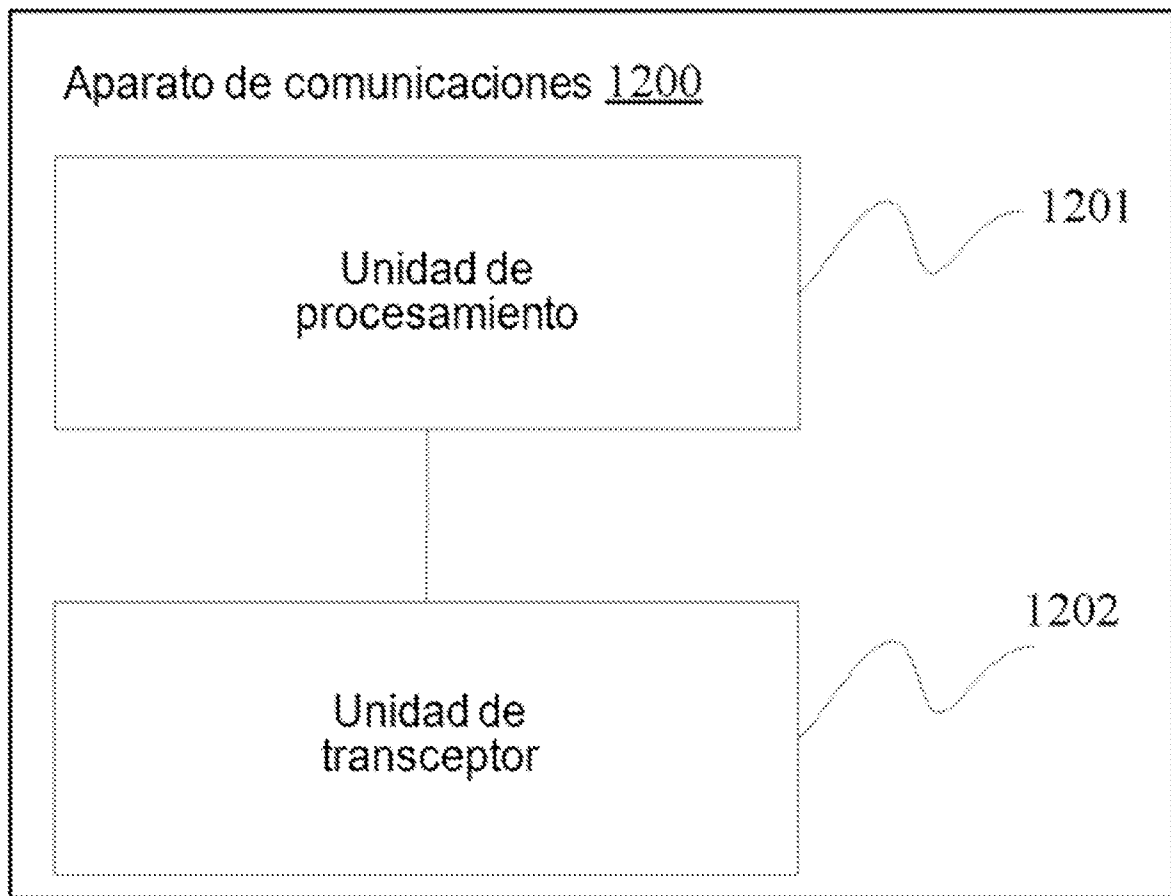 Aparato de comunicaciones 1200
Unidad de
procesamiento
1201
Unidad de
transceptor
1202